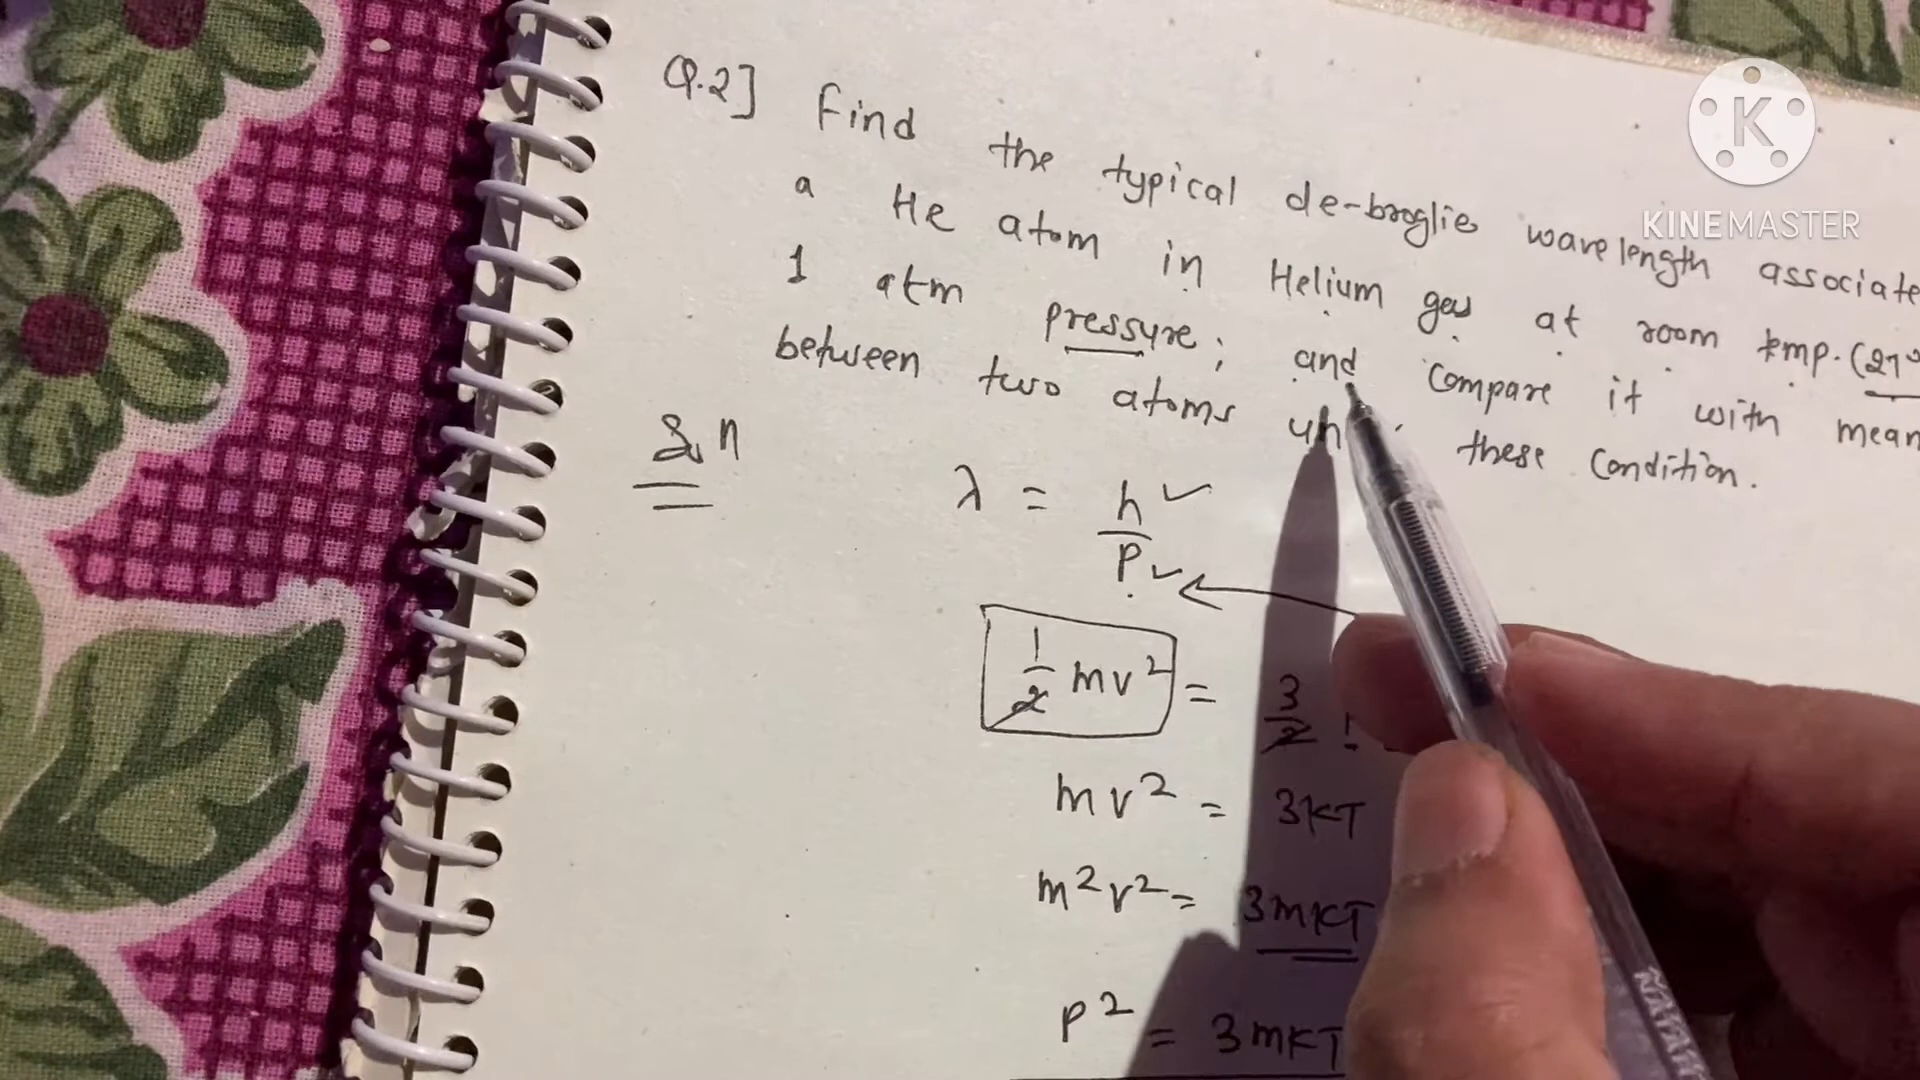 Q.2] Find the typical de-broglie wavelength associate
a He atom in Helium gas at room temp. (27°
1 atm pressure; and compare it with mean
between two atoms these condition.
Soln
λ = h/p
1/2 mv² = 3/2
mv² = 3KT
m²v² = 3mKT
p² = 3mKT
K
KINEMASTER